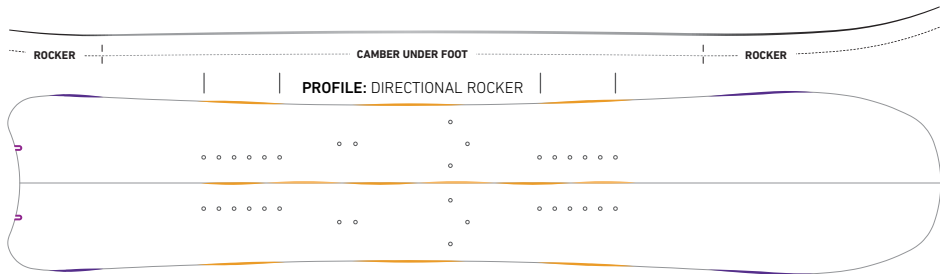 ROCKER
CAMBER UNDER FOOT
ROCKER
PROFILE: DIRECTIONAL ROCKER